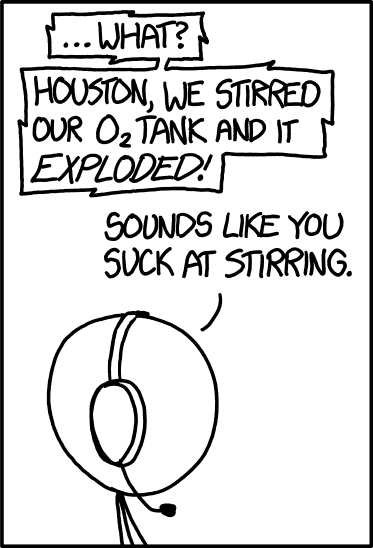 ...WHAT?
HOUSTON, WE STIRRED
OUR O₂ TANK AND IT
EXPLODED!
SOUNDS LIKE YOU
SUCK AT STIRRING.